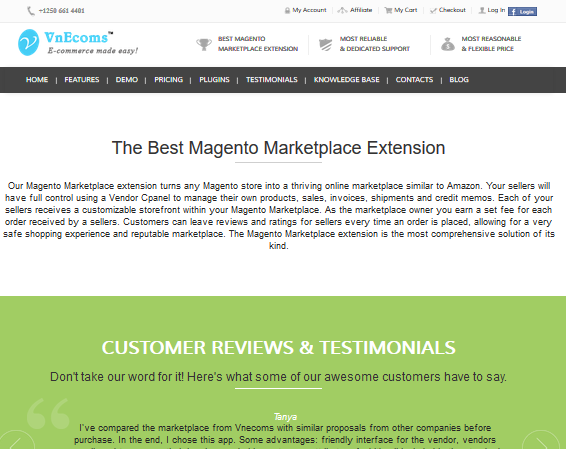 +1250 661 4401
My Account
Affiliate
My Cart
Checkout
Log In
Login
VnEcoms™
E-commerce made easy!
BEST MAGENTO
MARKETPLACE EXTENSION
MOST RELIABLE
& DEDICATED SUPPORT
MOST REASONABLE
& FLEXIBLE PRICE
HOME | FEATURES | DEMO | PRICING | PLUGINS | TESTIMONIALS | KNOWLEDGE BASE | CONTACTS | BLOG
The Best Magento Marketplace Extension
Our Magento Marketplace extension turns any Magento store into a thriving online marketplace similar to Amazon. Your sellers will
have full control using a Vendor Cpanel to manage their own products, sales, invoices, shipments and credit memos. Each of your
sellers receives a customizable storefront within your Magento Marketplace. As the marketplace owner you earn a set fee for each
order received by a sellers. Customers can leave reviews and ratings for sellers every time an order is placed, allowing for a very
safe shopping experience and reputable marketplace. The Magento Marketplace extension is the most comprehensive solution of its
kind.
CUSTOMER REVIEWS & TESTIMONIALS
Don't take our word for it! Here's what some of our awesome customers have to say.
Tanya
I've compared the marketplace from Vnecoms with similar proposals from other companies before
purchase. In the end, I chose this app. Some advantages: friendly interface for the vendor, vendors